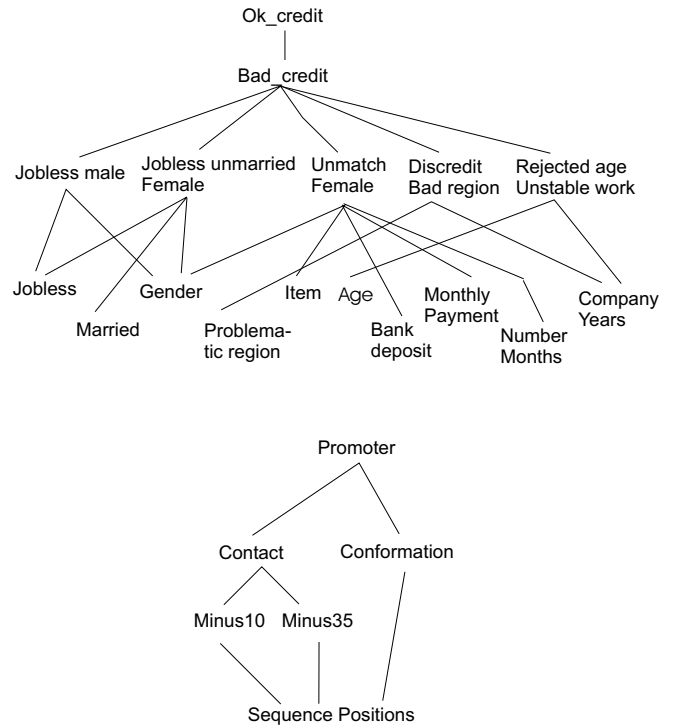 Ok_credit
Bad_credit
Jobless male
Jobless unmarried
Female
Unmatch
Female
Discredit
Bad region
Rejected age
Unstable work
Jobless
Married
Gender
Problema-
tic region
Item
Age
Bank
deposit
Monthly
Payment
Number
Months
Company
Years
Promoter
Contact
Conformation
Minus10
Minus35
Sequence Positions